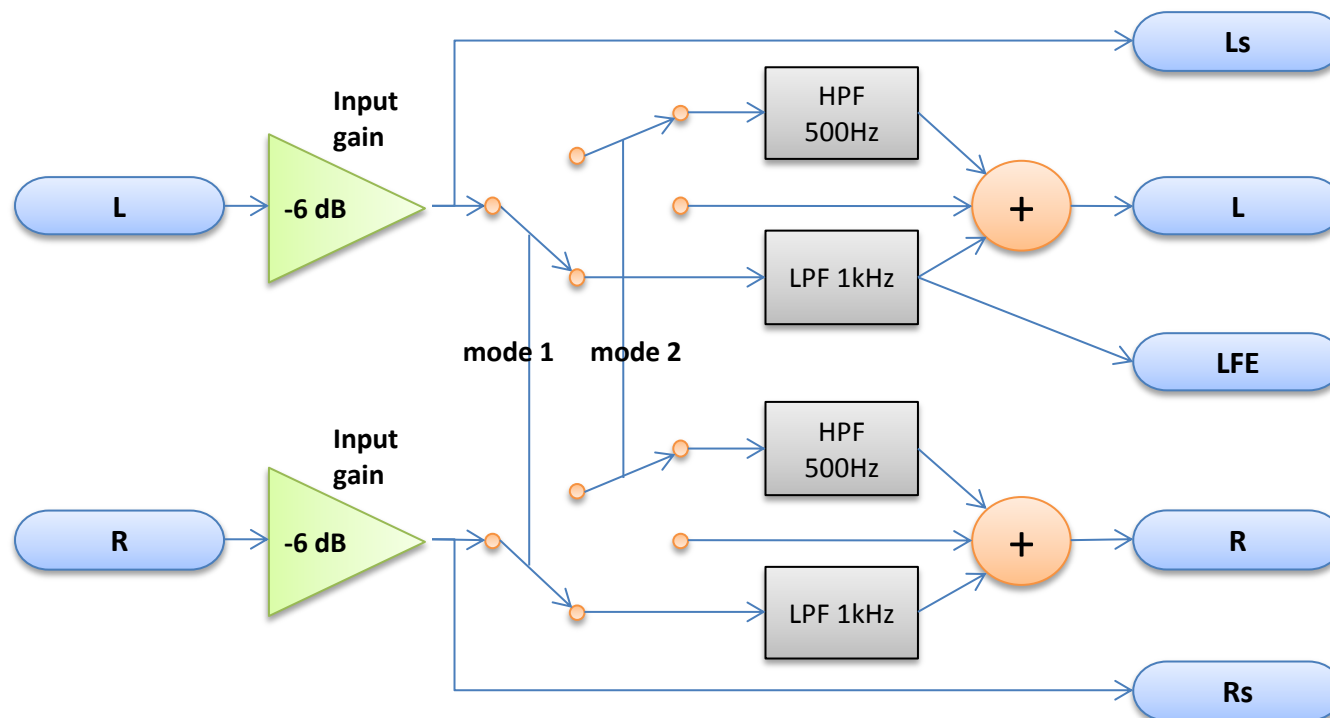 Ls
Input
gain
HPF
500Hz
L
-6 dB
+
L
LPF 1kHz
mode 1
mode 2
LFE
Input
gain
HPF
500Hz
R
-6 dB
+
R
LPF 1kHz
Rs